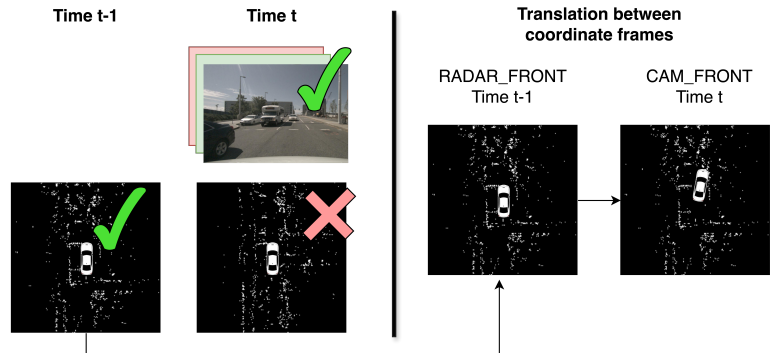 Time t-1
Time t
Translation between
coordinate frames
RADAR_FRONT
Time t-1
CAM_FRONT
Time t